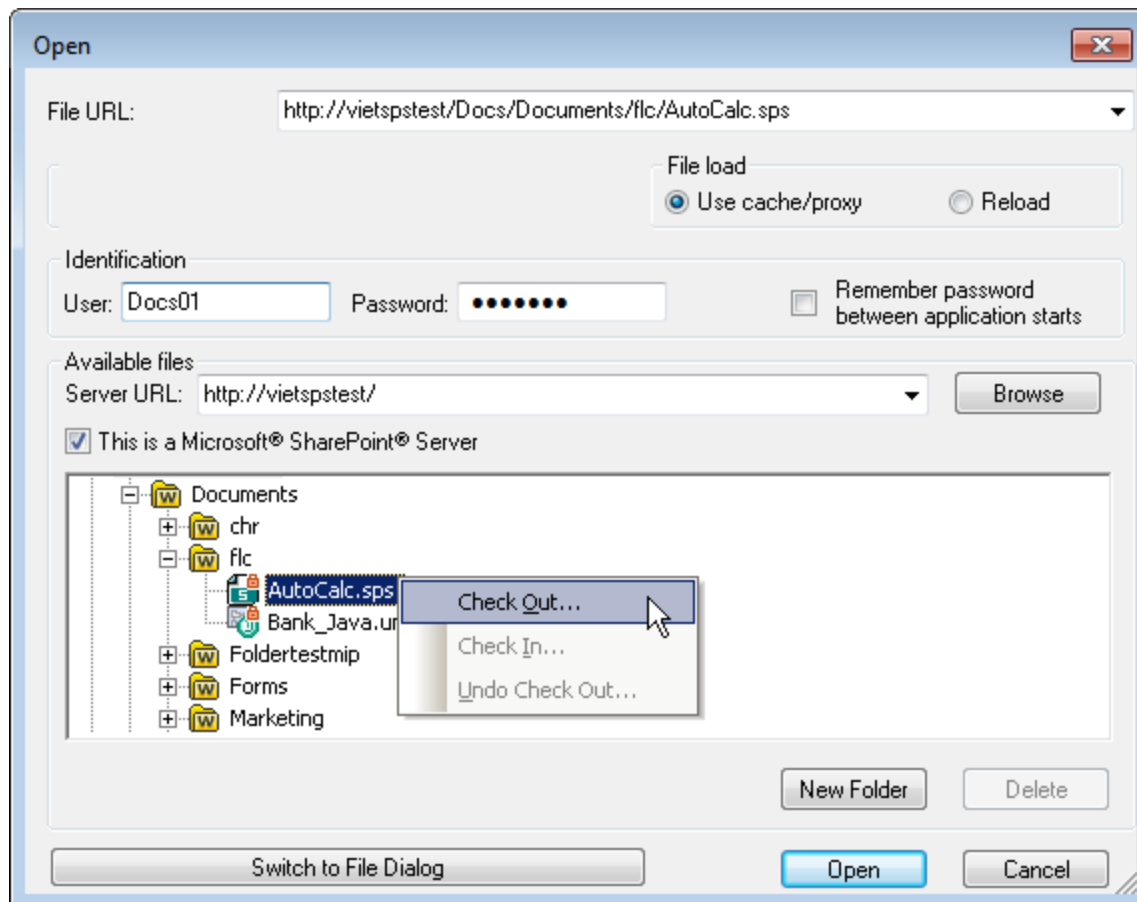 Open
File URL: http://vietspstest/Docs/Documents/flc/AutoCalc.sps
File load
Use cache/proxy Reload
Identification
User: Docs01 Password: ●●●●●●● Remember password
between application starts
Available files
Server URL: http://vietspstest/ Browse
This is a Microsoft® SharePoint® Server
Documents
chr
flc
AutoCalc.sps Check Out...
Bank_Java.
Check In...
Foldertestmip
Undo Check Out...
Forms
Marketing
New Folder Delete
Switch to File Dialog Open Cancel